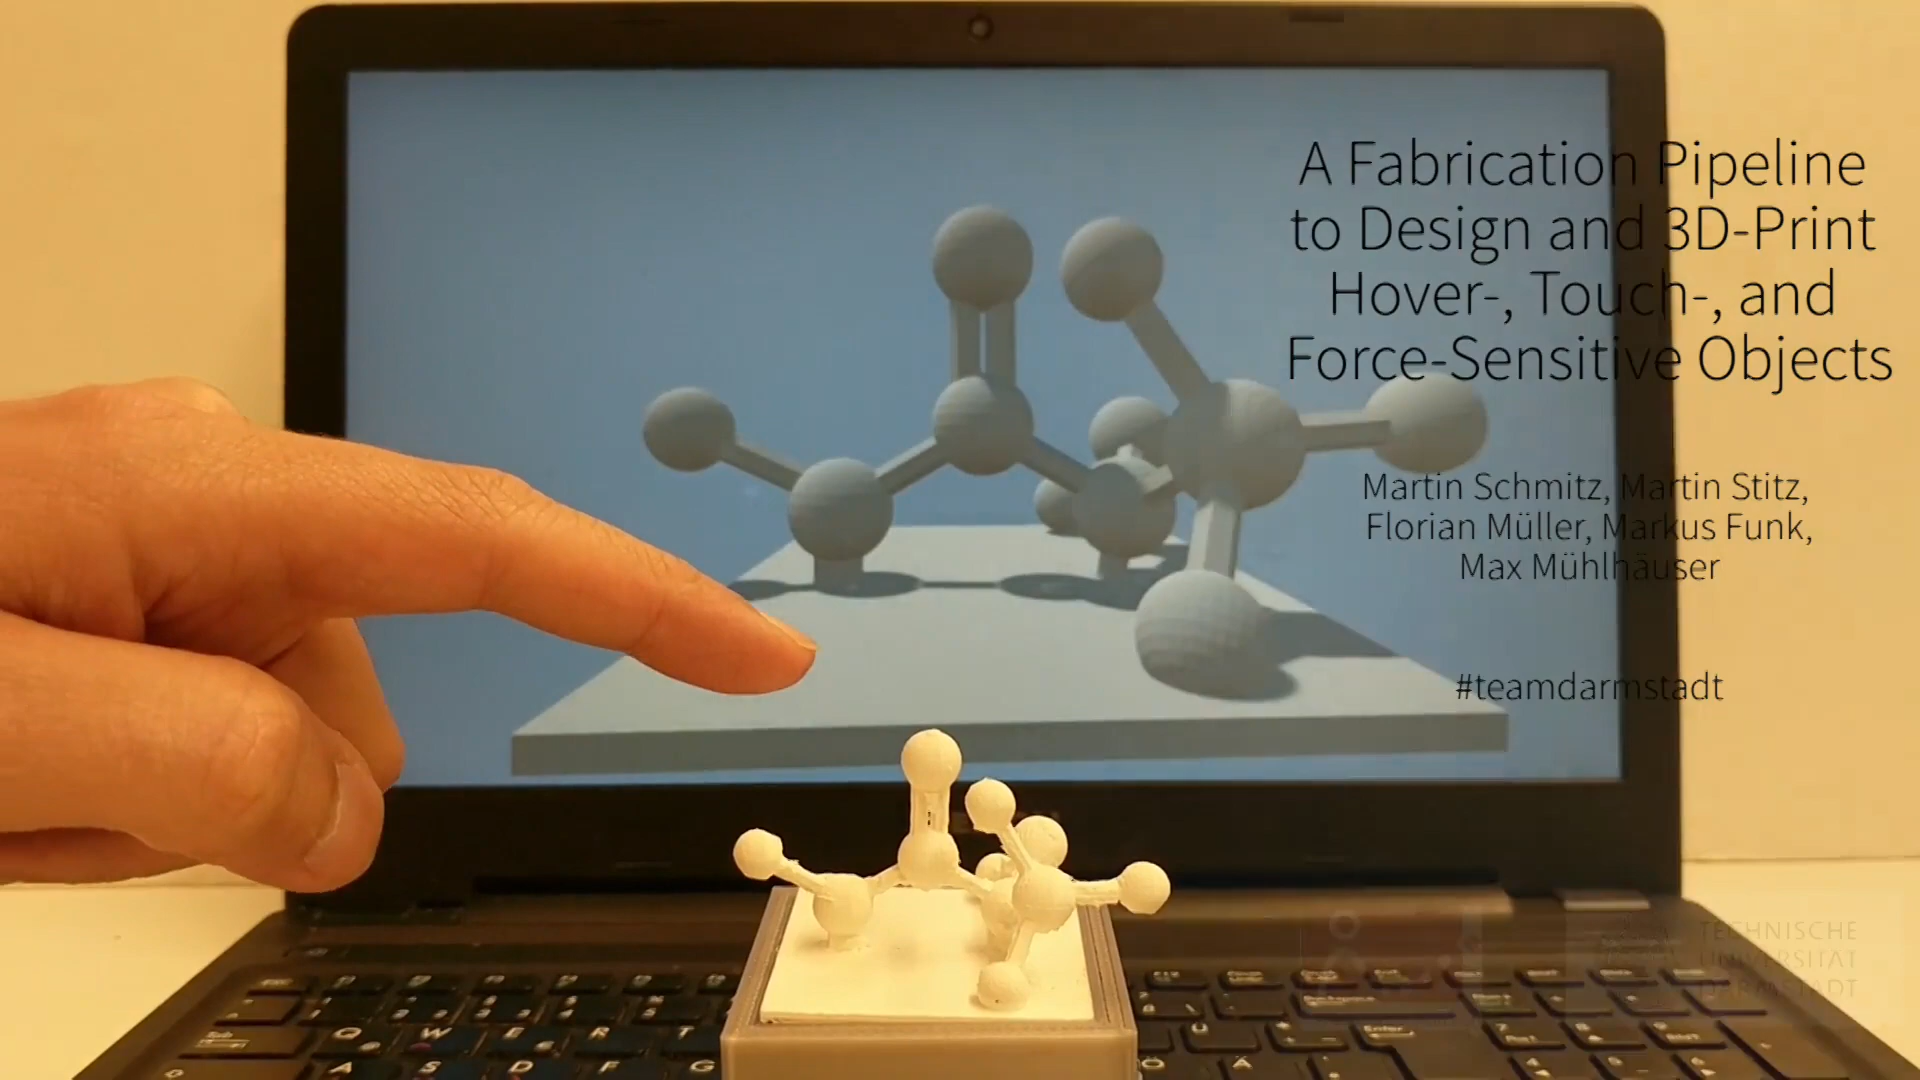 A Fabrication Pipeline
to Design and 3D-Print
Hover-, Touch-, and
Force-Sensitive Objects
Martin Schmitz, Martin Stitz,
Florian Müller, Markus Funk,
Max Mühlhäuser
#teamdarmstadt
TECHNISCHE
UNIVERSITÄT
DARMSTADT
Q W E R T
A S D F G
Ö Ä
Enter